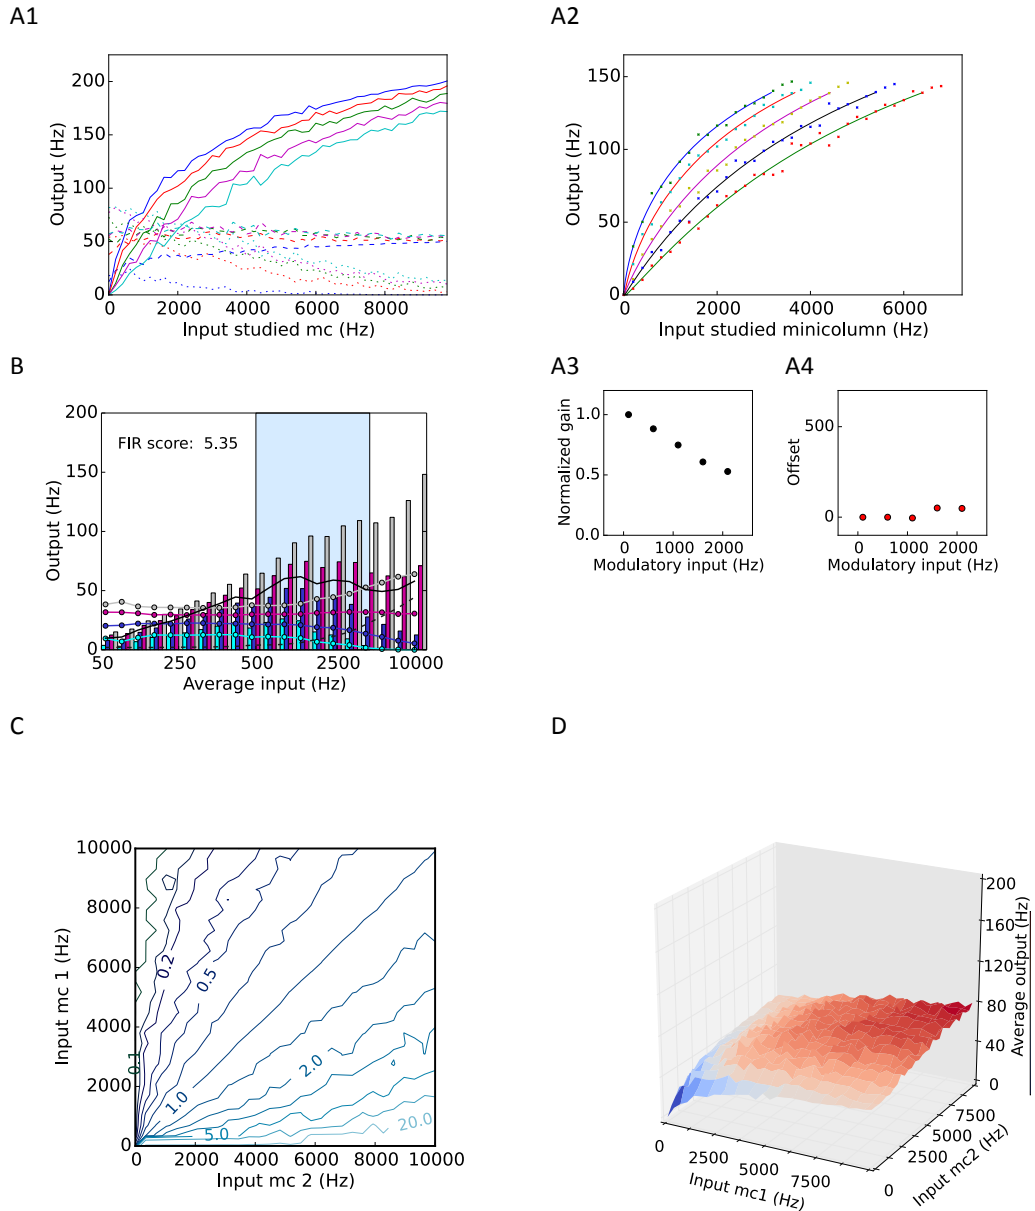 A1
A2
200
150
100
50
0
Output (Hz)
0 2000 4000 6000 8000
Input studied mc (Hz)
150
100
50
0
Output (Hz)
0 2000 4000 6000
Input studied minicolumn (Hz)
B
A3
A4
200
150
100
50
0
Output (Hz)
FIR score: 5.35
50 250 500 2500 10000
Average input (Hz)
1.0
0.5
0.0
Normalized gain
0 1000 2000
Modulatory input (Hz)
500
0
Offset
0 1000 2000
Modulatory input (Hz)
C
D
10000
8000
6000
4000
2000
0
Input mc 1 (Hz)
0.1
0.2
0.5
1.0
2.0
5.0
20.0
0 2000 4000 6000 8000 10000
Input mc 2 (Hz)
200
160
120
80
40
0
Average output (Hz)
0 2500 5000 7500
Input mc1 (Hz)
0 2500 5000 7500
Input mc2 (Hz)